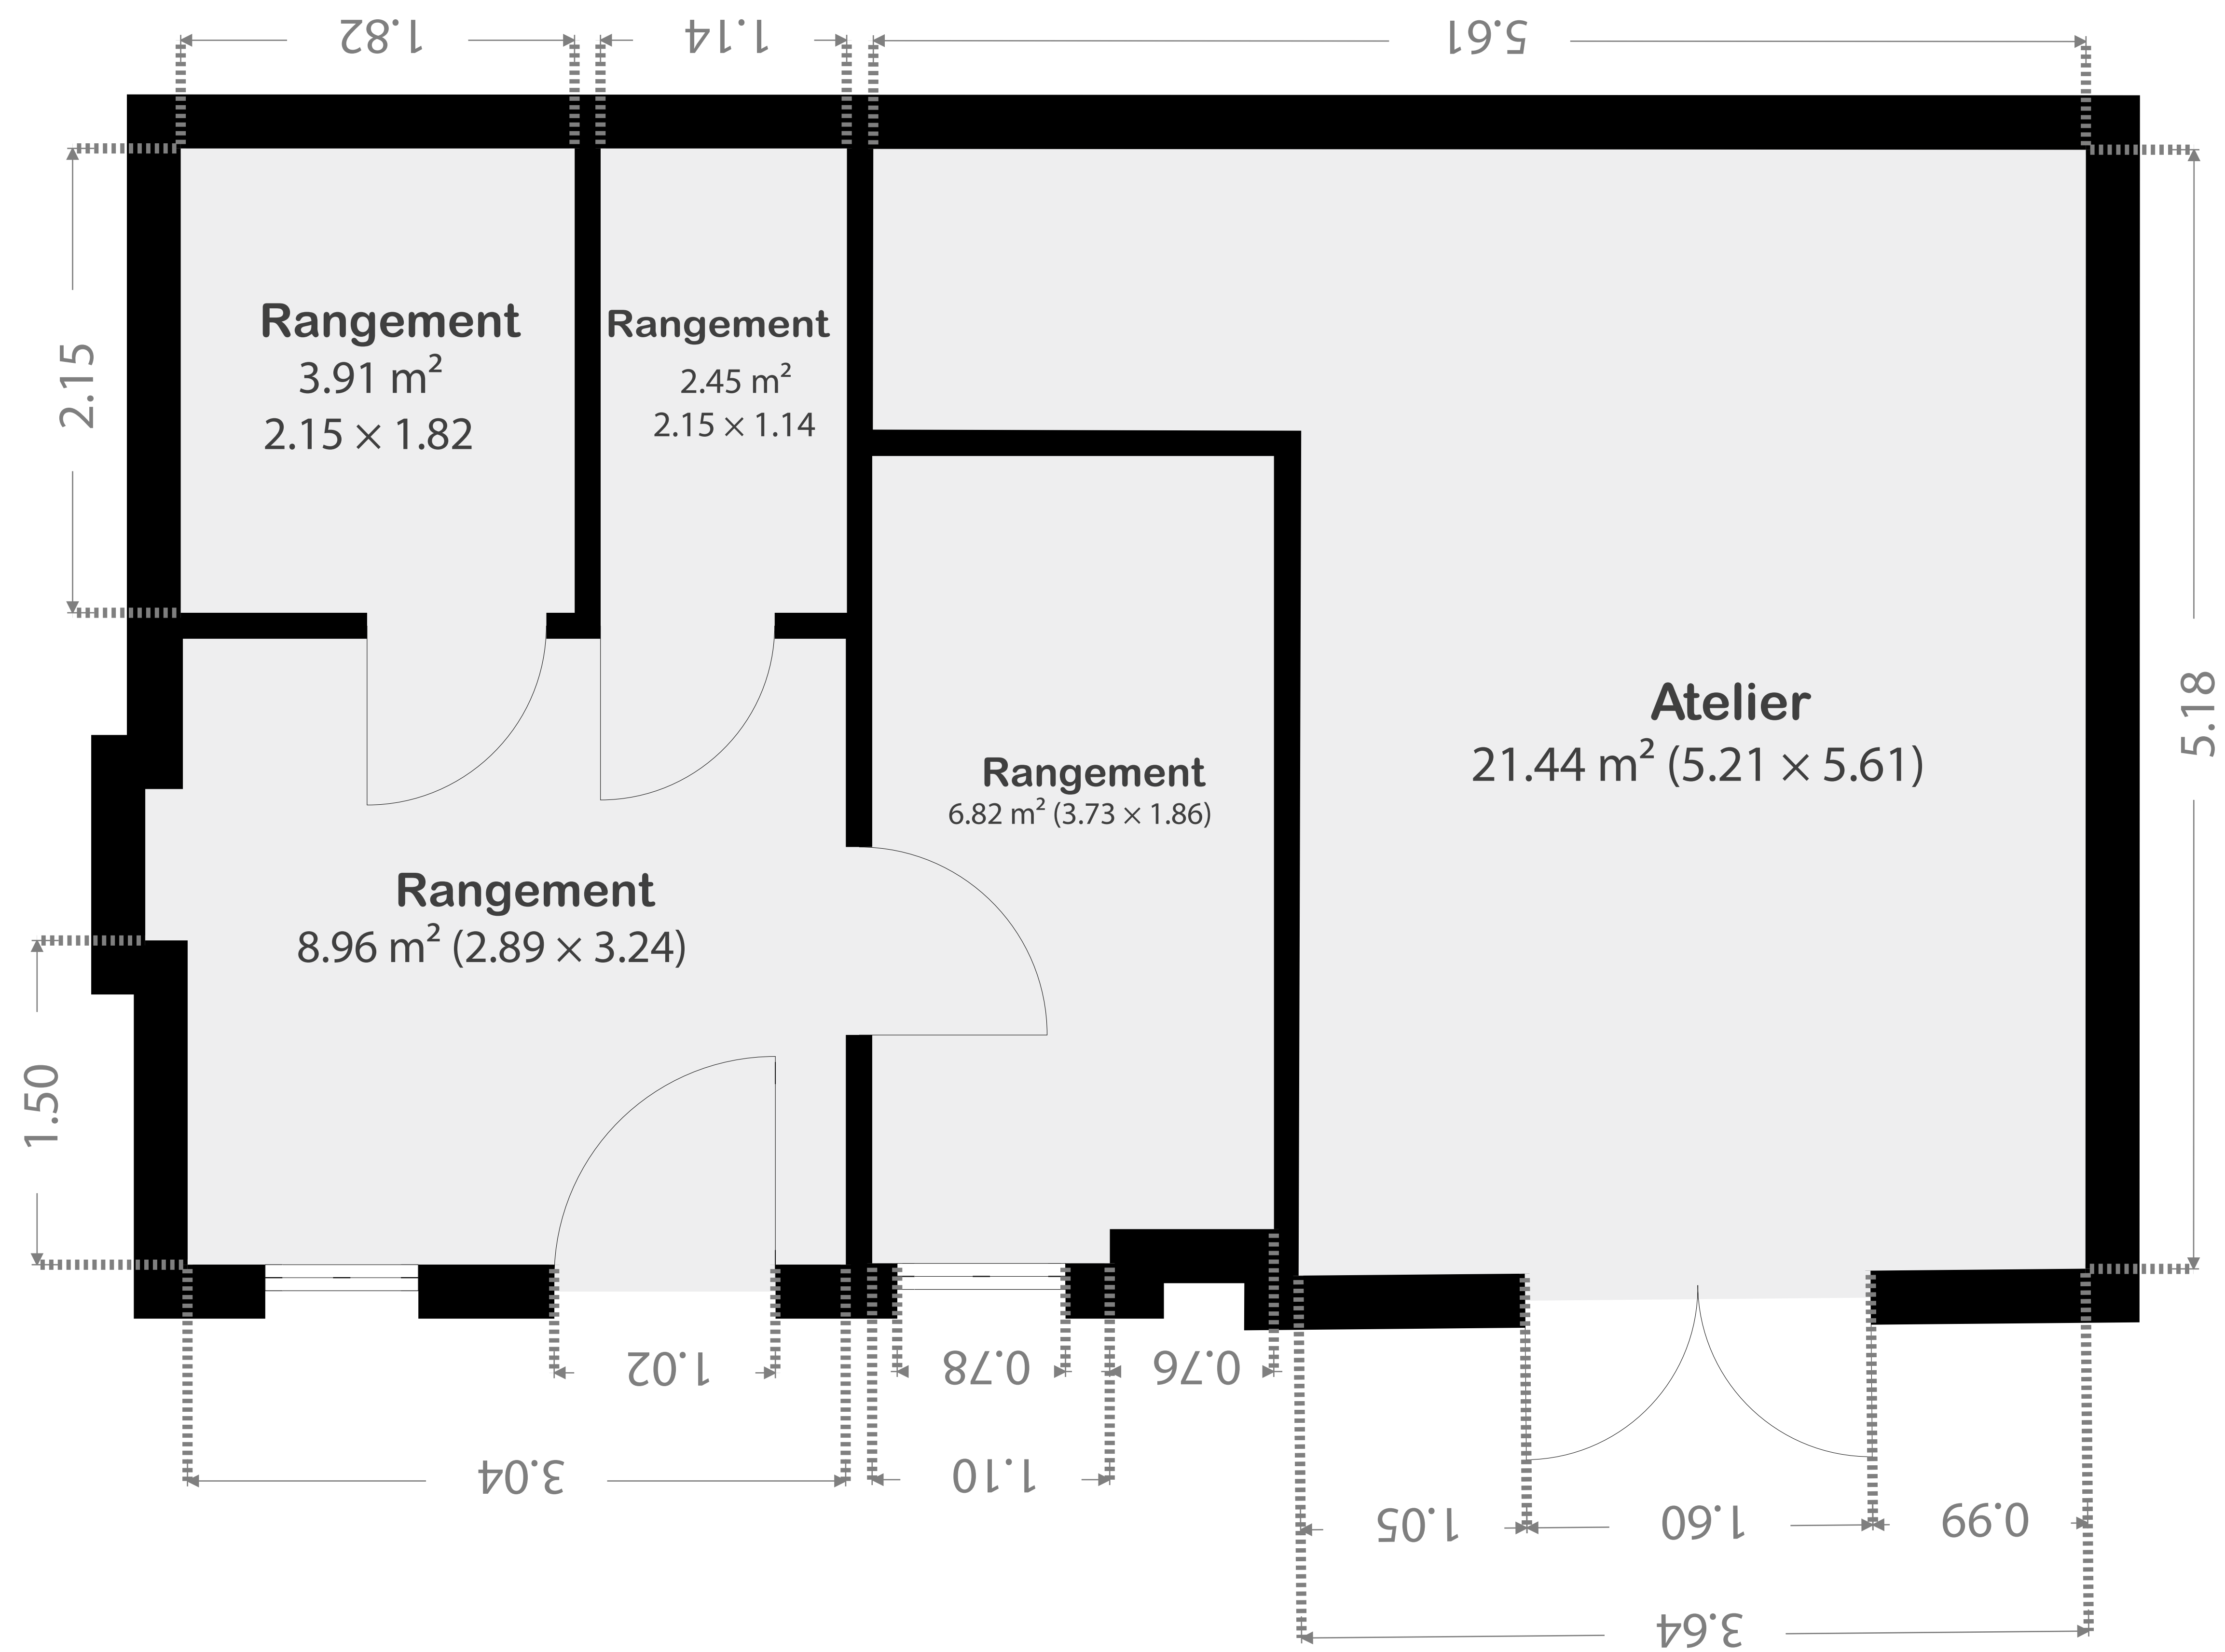 1.82
1.14
5.61
2.15
Rangement
3.91 m²
2.15 × 1.82
Rangement
2.45 m²
2.15 × 1.14
5.18
Atelier
21.44 m² (5.21 × 5.61)
Rangement
6.82 m² (3.73 × 1.86)
Rangement
8.96 m² (2.89 × 3.24)
1.50
1.02
0.78
0.76
3.04
1.10
1.05
1.60
0.99
3.64